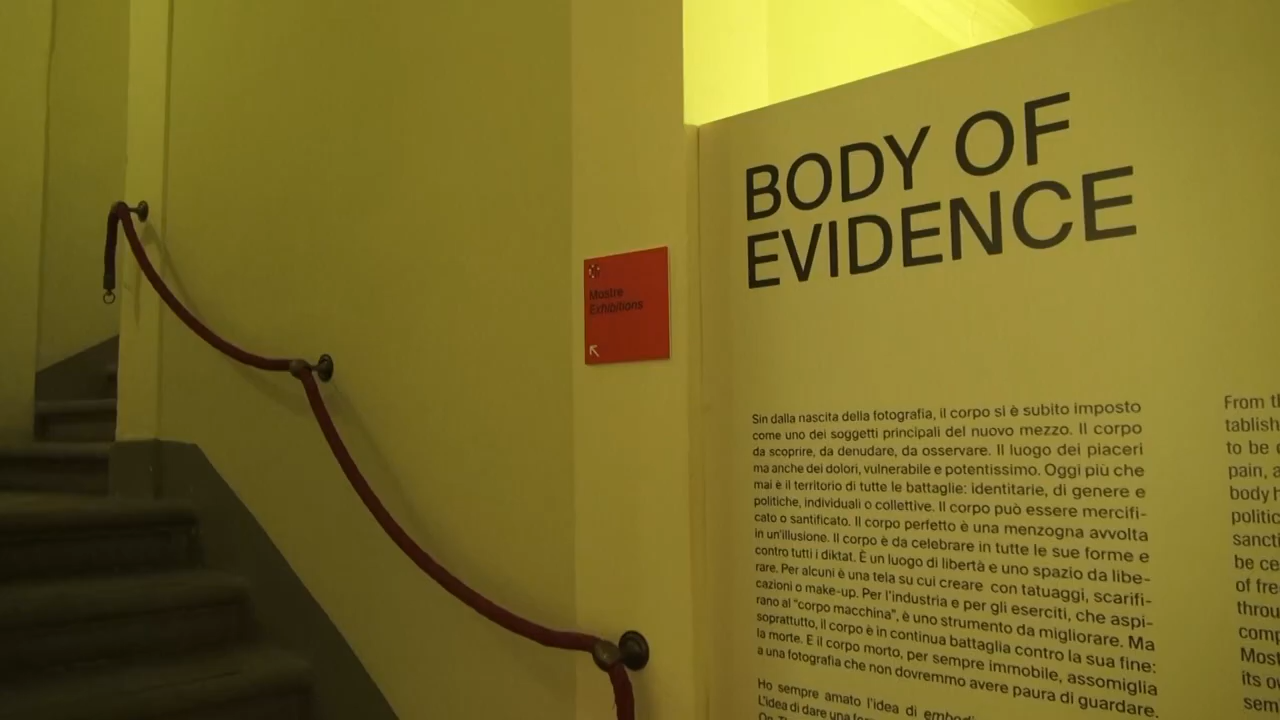 BODY OF
EVIDENCE
Mostre
Exhibitions
Sin dalla nascita della fotografia, il corpo si è subito imposto
come uno dei soggetti principali del nuovo mezzo. Il corpo
da scoprire, da denudare, da osservare. Il luogo dei piaceri
ma anche dei dolori, vulnerabile e potentissimo. Oggi più che
mai è il territorio di tutte le battaglie: identitarie, di genere e
politiche, individuali o collettive. Il corpo può essere mercifi-
cato o santificato. Il corpo perfetto è una menzogna avvolta
in un'illusione. Il corpo è da celebrare in tutte le sue forme e
contro tutti i diktat. È un luogo di libertà e uno spazio da libe-
rare. Per alcuni è una tela su cui creare con tatuaggi, scarifi-
cazioni o make-up. Per l'industria e per gli eserciti, che aspi-
rano al “corpo macchina”, è uno strumento da migliorare. Ma
soprattutto, il corpo è in continua battaglia contro la sua fine:
la morte. E il corpo morto, per sempre immobile, assomiglia
a una fotografia che non dovremmo avere paura di guardare.
Ho sempre amato l'idea di
L'idea di dare una
From
to be
pain, a
body
politic
sancti
be ce
of fre
throu
comp
Most
its o
sem